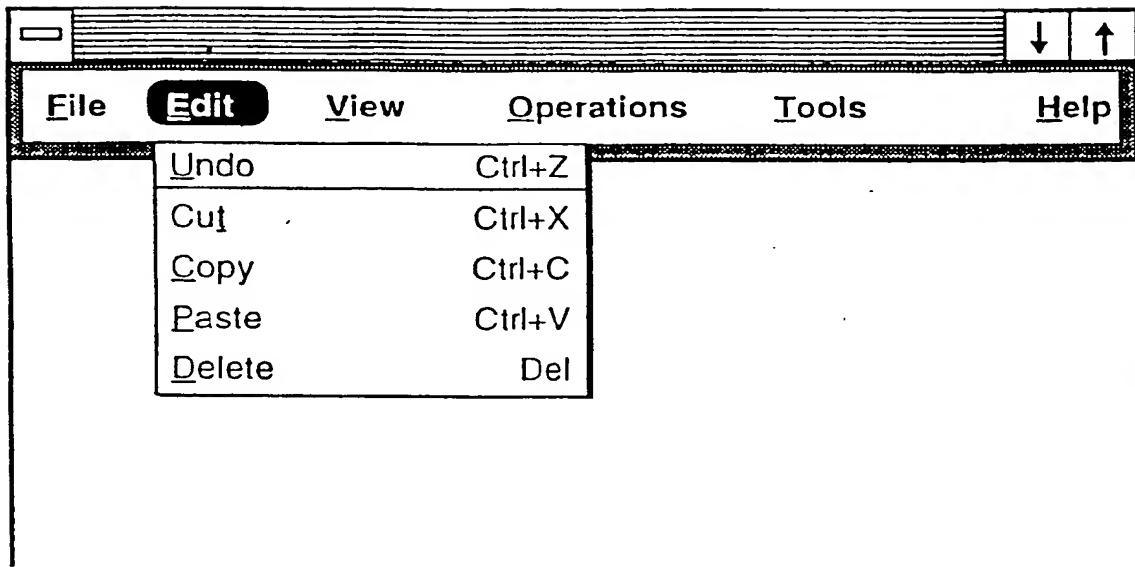 File Edit View Operations Tools Help
Undo Ctrl+Z
Cut Ctrl+X
Copy Ctrl+C
Paste Ctrl+V
Delete Del